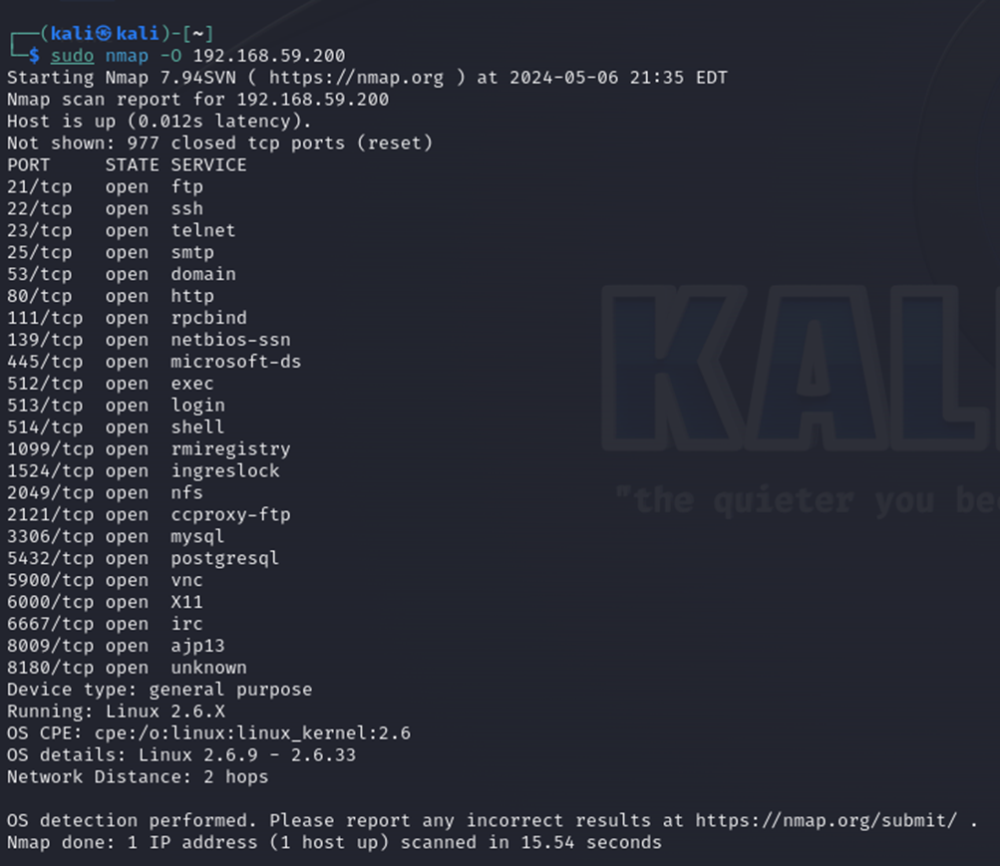 ┌──(kali㉿kali)-[~]
└─$ sudo nmap -O 192.168.59.200
Starting Nmap 7.94SVN ( https://nmap.org ) at 2024-05-06 21:35 EDT
Nmap scan report for 192.168.59.200
Host is up (0.012s latency).
Not shown: 977 closed tcp ports (reset)
PORT     STATE SERVICE
21/tcp   open  ftp
22/tcp   open  ssh
23/tcp   open  telnet
25/tcp   open  smtp
53/tcp   open  domain
80/tcp   open  http
111/tcp  open  rpcbind
139/tcp  open  netbios-ssn
445/tcp  open  microsoft-ds
512/tcp  open  exec
513/tcp  open  login
514/tcp  open  shell
1099/tcp open  rmiregistry
1524/tcp open  ingreslock
2049/tcp open  nfs
2121/tcp open  ccproxy-ftp
3306/tcp open  mysql
5432/tcp open  postgresql
5900/tcp open  vnc
6000/tcp open  X11
6667/tcp open  irc
8009/tcp open  ajp13
8180/tcp open  unknown
Device type: general purpose
Running: Linux 2.6.X
OS CPE: cpe:/o:linux:linux_kernel:2.6
OS details: Linux 2.6.9 - 2.6.33
Network Distance: 2 hops
OS detection performed. Please report any incorrect results at https://nmap.org/submit/ .
Nmap done: 1 IP address (1 host up) scanned in 15.54 seconds
KAL
"the quieter you be